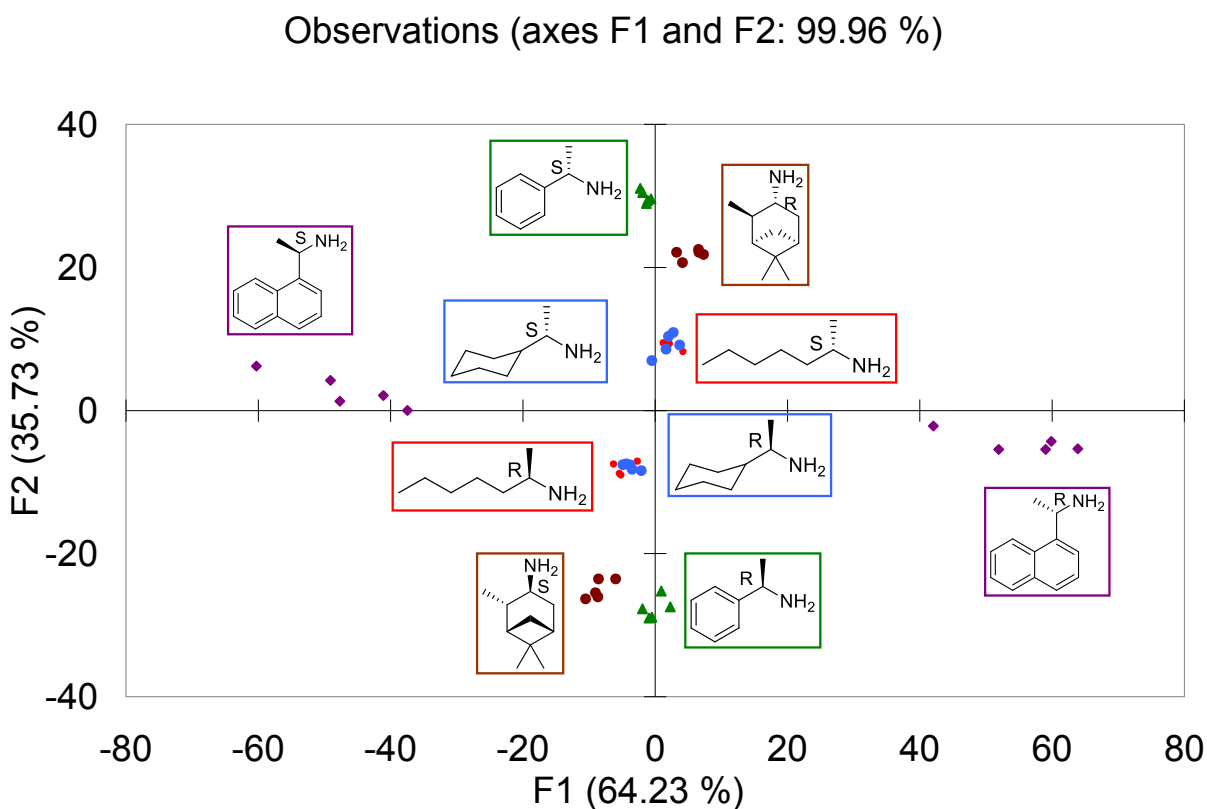 Observations (axes F1 and F2: 99.96 %)
40
20
0
-20
-40
F2 (35.73 %)
S
NH2
NH2
R
S
NH2
S
NH2
S
NH2
R
NH2
R
NH2
R
NH2
NH2
S
R
NH2
-80 -60 -40 -20 0 20 40 60 80
F1 (64.23 %)